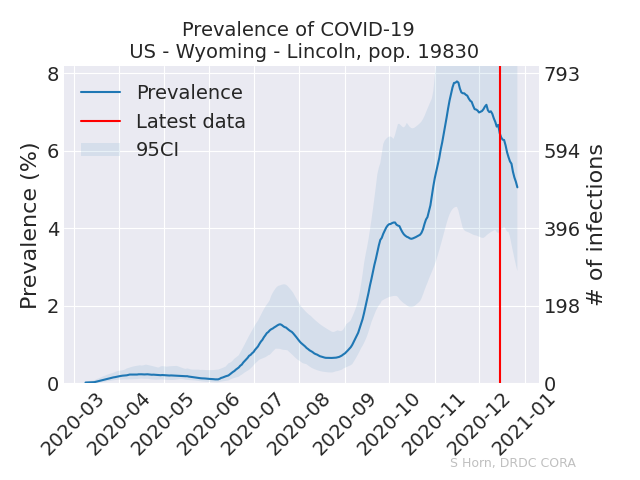 Prevalence of COVID-19
US - Wyoming - Lincoln, pop. 19830
Prevalence
Latest data
95CI
Prevalence (%)
8
6
4
2
0
793
594
396
198
0
# of infections
2020-03
2020-04
2020-05
2020-06
2020-07
2020-08
2020-09
2020-10
2020-11
2020-12
2021-01
S Horn, DRDC CORA